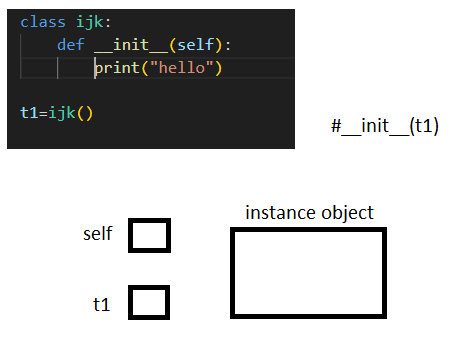 class ijk:
    def __init__(self):
        print("hello")
t1=ijk()
#__init__(t1)
instance object
self
t1